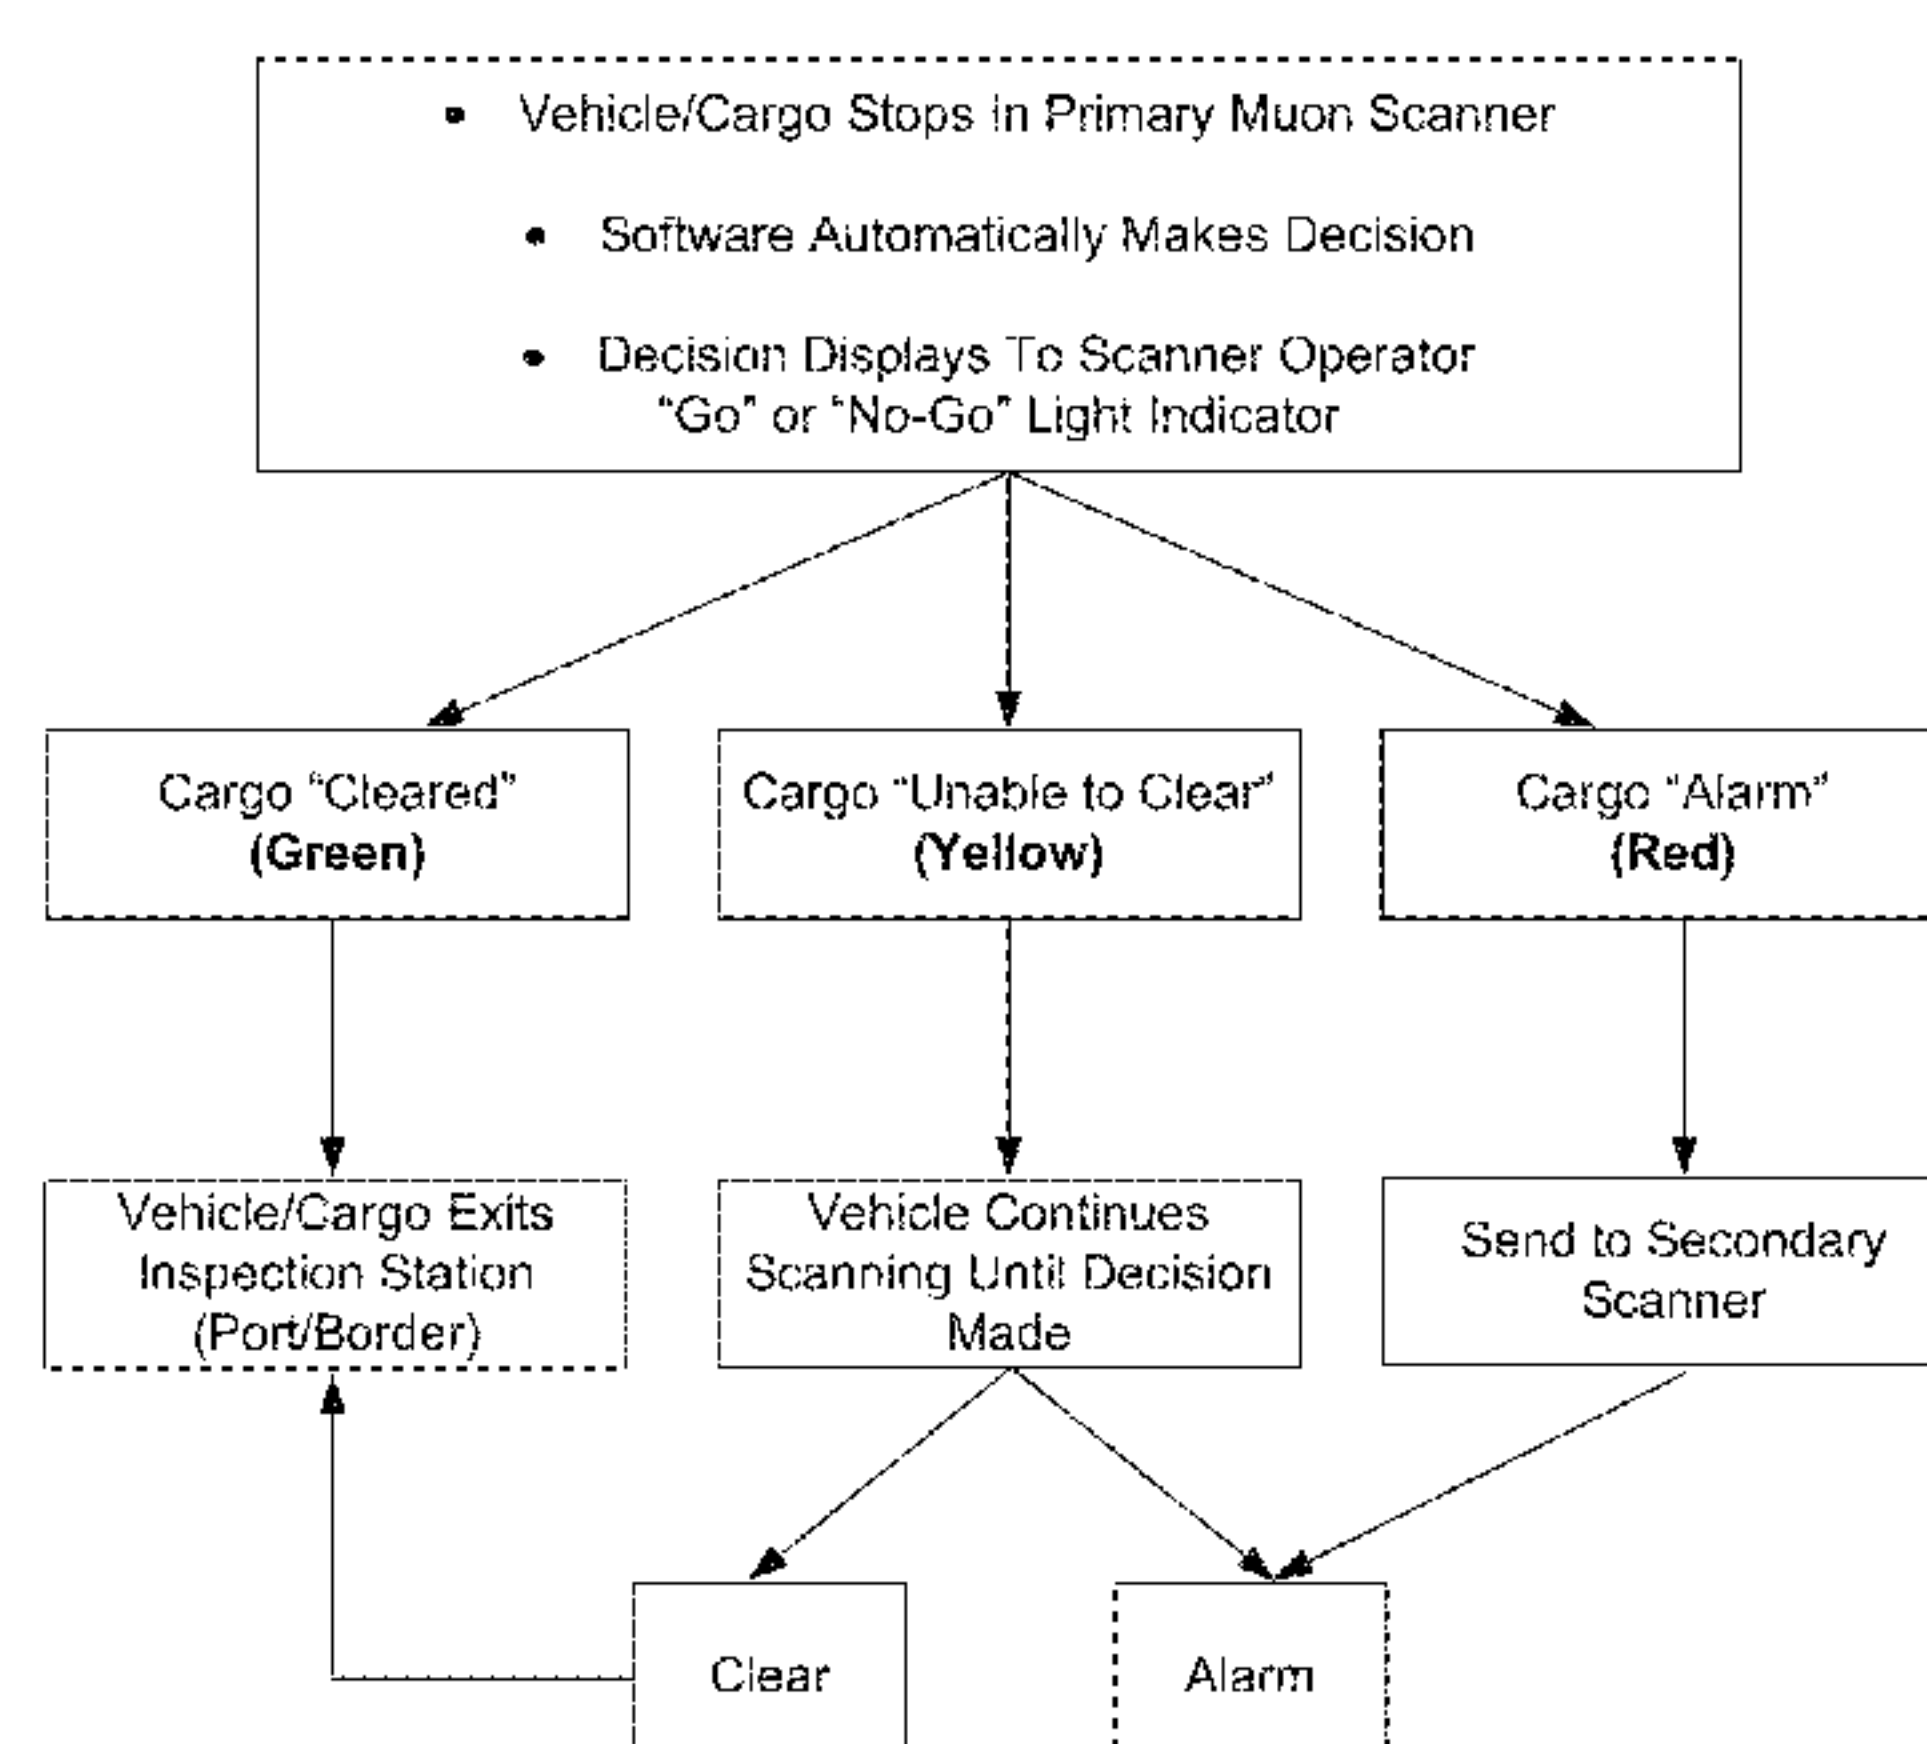 • Vehicle/Cargo Stops In Primary Muon Scanner
• Software Automatically Makes Decision
• Decision Displays To Scanner Operator
“Go” or “No-Go” Light Indicator
Cargo “Cleared”
(Green)
Cargo “Unable to Clear”
(Yellow)
Cargo “Alarm”
(Red)
Vehicle/Cargo Exits
Inspection Station
(Port/Border)
Vehicle Continues
Scanning Until Decision
Made
Send to Secondary
Scanner
Clear
Alarm